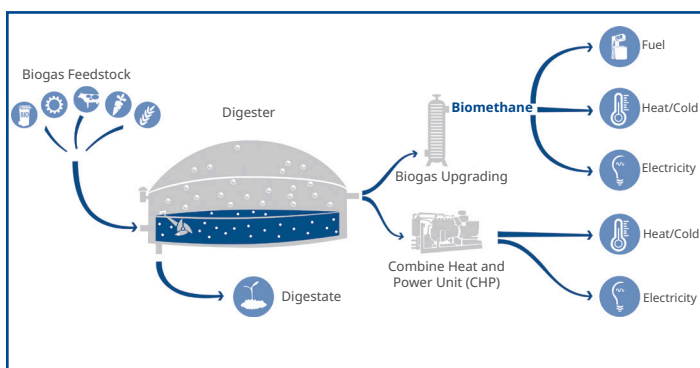 Biogas Feedstock
BIO
Digester
Digestate
Biogas Upgrading
Biomethane
Combine Heat and
Power Unit (CHP)
Fuel
Heat/Cold
Electricity
Heat/Cold
Electricity